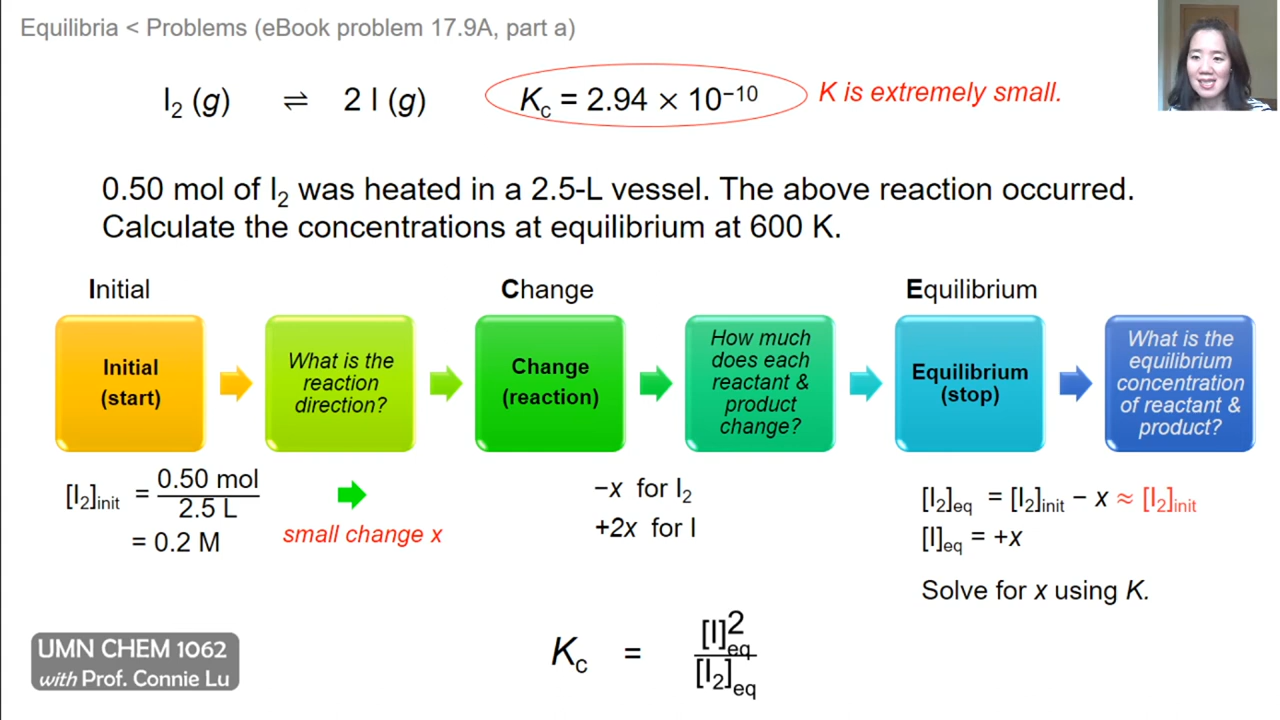 Equilibria < Problems (eBook problem 17.9A, part a)
I₂ (g) ⇌ 2 I (g) K_c = 2.94 × 10⁻¹⁰ K is extremely small.
0.50 mol of I₂ was heated in a 2.5-L vessel. The above reaction occurred.
Calculate the concentrations at equilibrium at 600 K.
Initial Change Equilibrium
Initial
(start)
What is the
reaction
direction?
Change
(reaction)
How much
does each
reactant &
product
change?
Equilibrium
(stop)
What is the
equilibrium
concentration
of reactant &
product?
[I₂]init = 0.50 mol
2.5 L
= 0.2 M
small change x
−x for I₂
+2x for I
[I₂]eq = [I₂]init − x ≈ [I₂]init
[I]eq = +x
Solve for x using K.
K_c = [I]²eq
[I₂]eq
UMN CHEM 1062
with Prof. Connie Lu